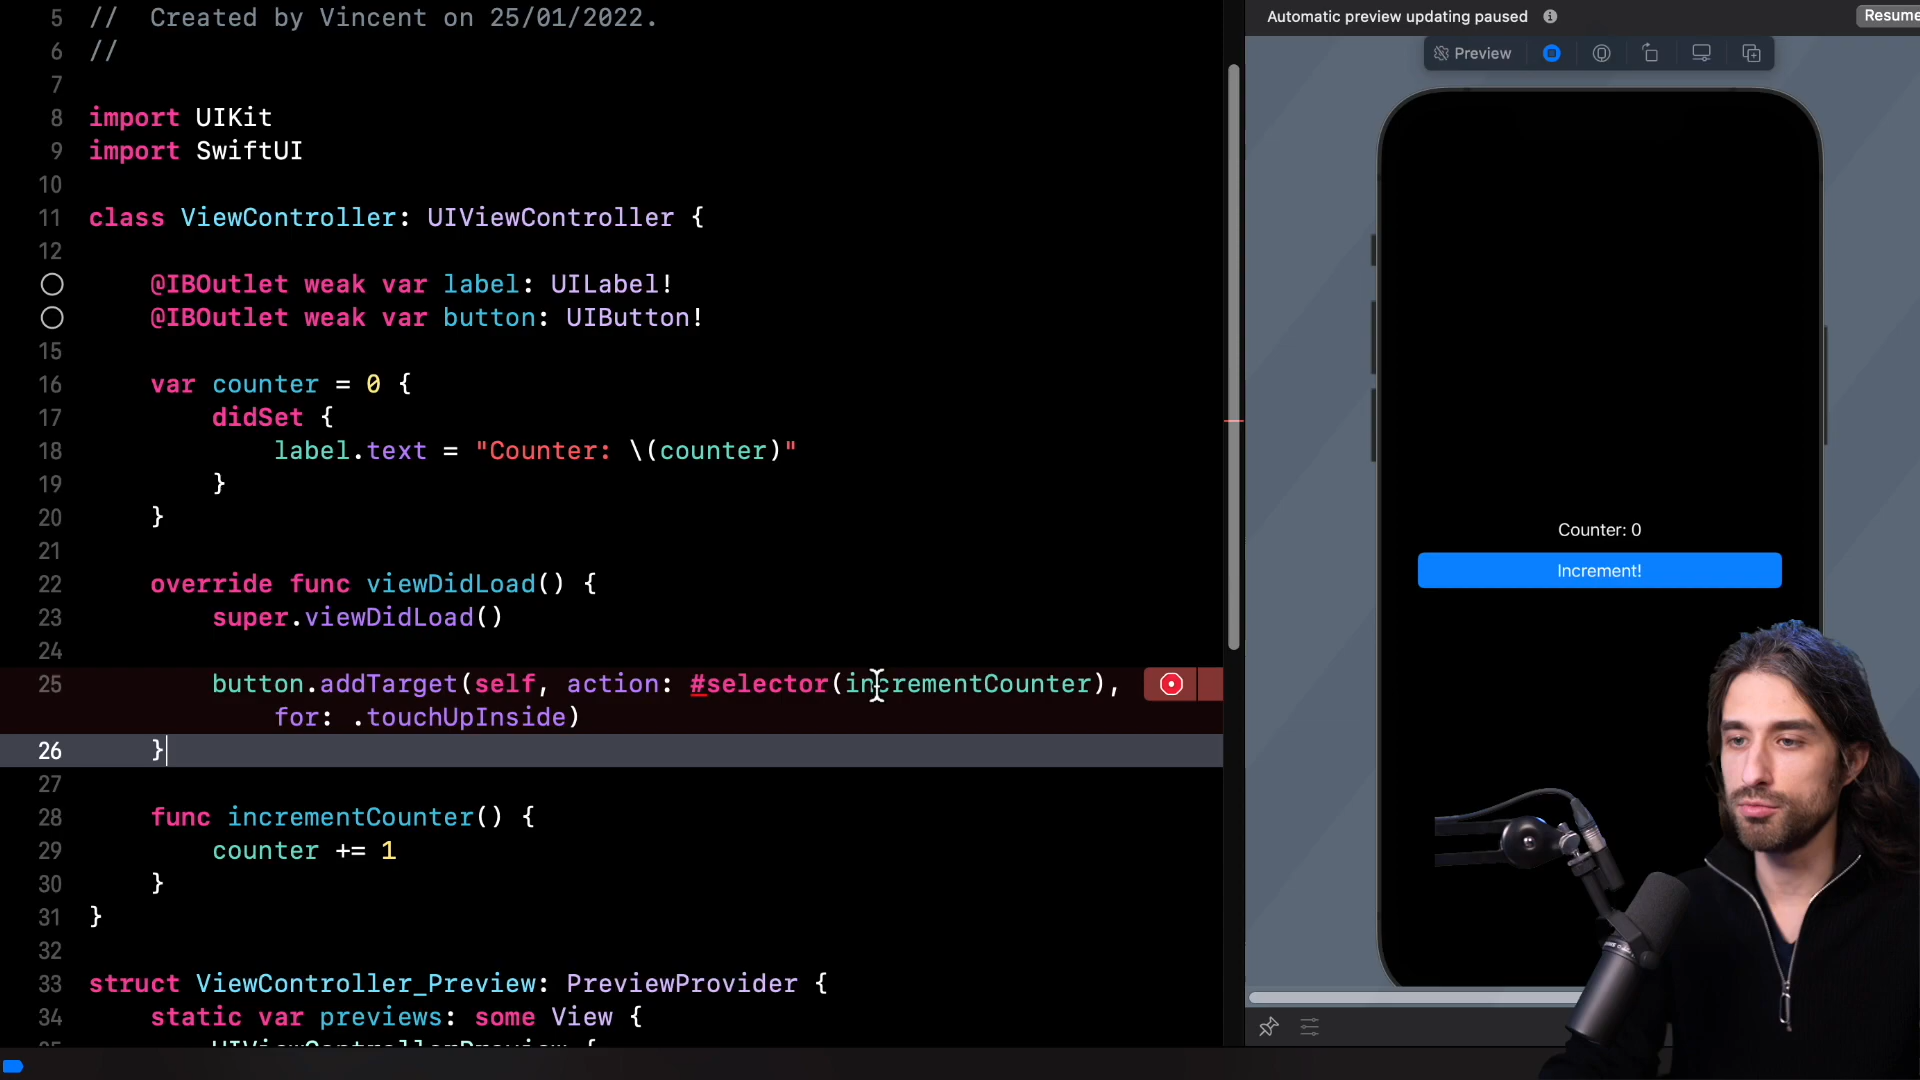 5 //  Created by Vincent on 25/01/2022.
6 //
7
8 import UIKit
9 import SwiftUI
10
11 class ViewController: UIViewController {
12
@IBOutlet weak var label: UILabel!
@IBOutlet weak var button: UIButton!
15
16 var counter = 0 {
17 didSet {
18 label.text = "Counter: \(counter)"
19 }
20 }
21
22 override func viewDidLoad() {
23 super.viewDidLoad()
24
25 button.addTarget(self, action: #selector(incrementCounter),
for: .touchUpInside)
26 }
27
28 func incrementCounter() {
29 counter += 1
30 }
31 }
32
33 struct ViewController_Preview: PreviewProvider {
34 static var previews: some View {
UIViewControllerPreview {
Automatic preview updating paused
Resume
Preview
Counter: 0
Increment!